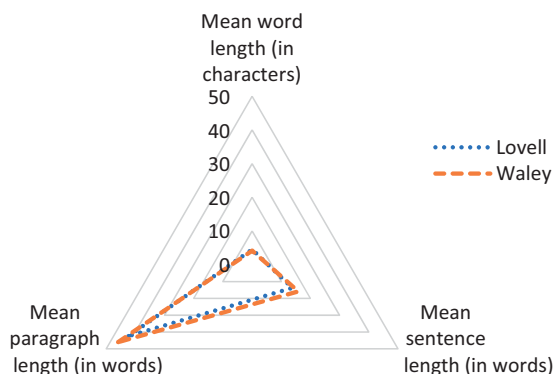 Mean word
length (in
characters)
50
40
30
20
10
0
Lovell
Waley
Mean
paragraph
length (in words)
Mean
sentence
length (in words)